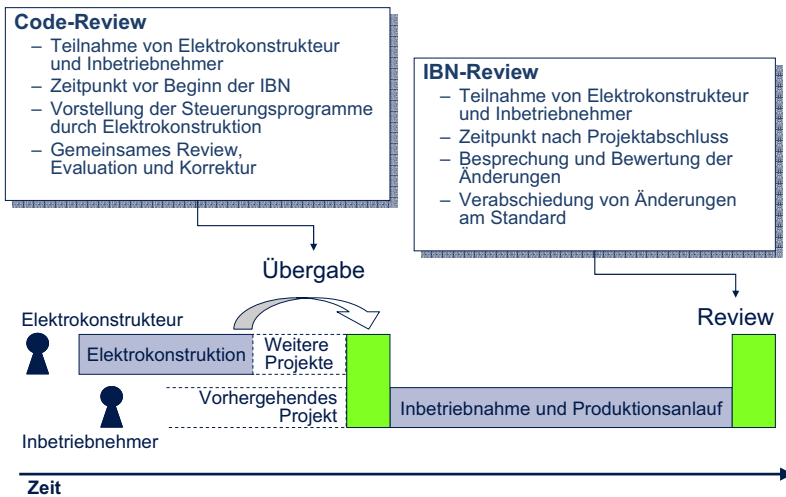 Code-Review
– Teilnahme von Elektrokonstrukteur
und Inbetriebnehmer
– Zeitpunkt vor Beginn der IBN
– Vorstellung der Steuerungsprogramme
durch Elektrokonstruktion
– Gemeinsames Review,
Evaluation und Korrektur
IBN-Review
– Teilnahme von Elektrokonstrukteur
und Inbetriebnehmer
– Zeitpunkt nach Projektabschluss
– Besprechung und Bewertung der
Änderungen
– Verabschiedung von Änderungen
am Standard
Übergabe
Review
Elektrokonstrukteur
Elektrokonstruktion
Weitere
Projekte
Vorhergehendes
Projekt
Inbetriebnahme und Produktionsanlauf
Inbetriebnehmer
Zeit